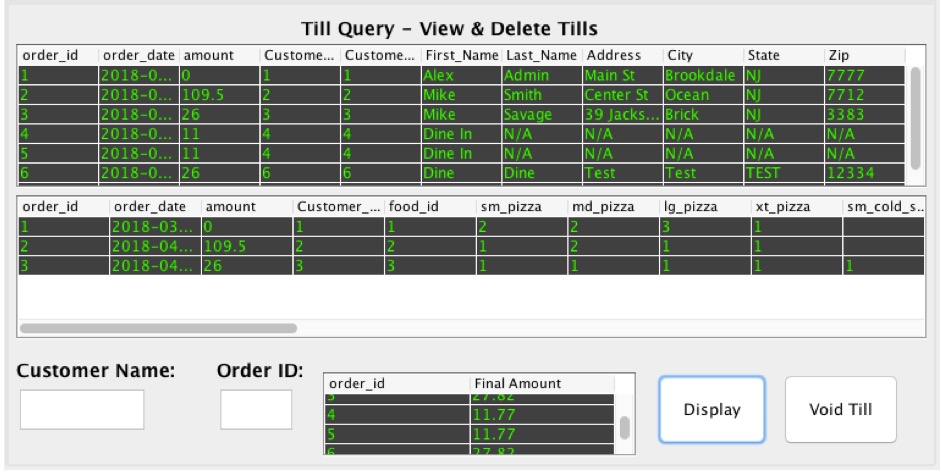 Till Query - View & Delete Tills
order_id order_date amount Custome... Custome... First_Name Last_Name Address City State Zip
1 2018-0... 0 1 1 Alex Admin Main St Brookdale NJ 7777
2 2018-0... 109.5 2 2 Mike Smith Center St Ocean NJ 7712
3 2018-0... 26 3 3 Mike Savage 39 Jacks... Brick NJ 3383
4 2018-0... 11 4 4 Dine In N/A N/A N/A N/A N/A
5 2018-0... 11 4 4 Dine In N/A N/A N/A N/A N/A
6 2018-0... 26 6 6 Dine Dine Test Test TEST 12334
order_id order_date amount Customer_... food_id sm_pizza md_pizza lg_pizza xt_pizza sm_cold_s...
1 2018-03... 0 1 1 2 2 3 1
2 2018-04... 109.5 2 2 1 2 1 1
3 2018-04... 26 3 3 1 1 1 1 1
Customer Name: Order ID:
order_id Final Amount
3 27.82
4 11.77
5 11.77
6 27.82
Display Void Till